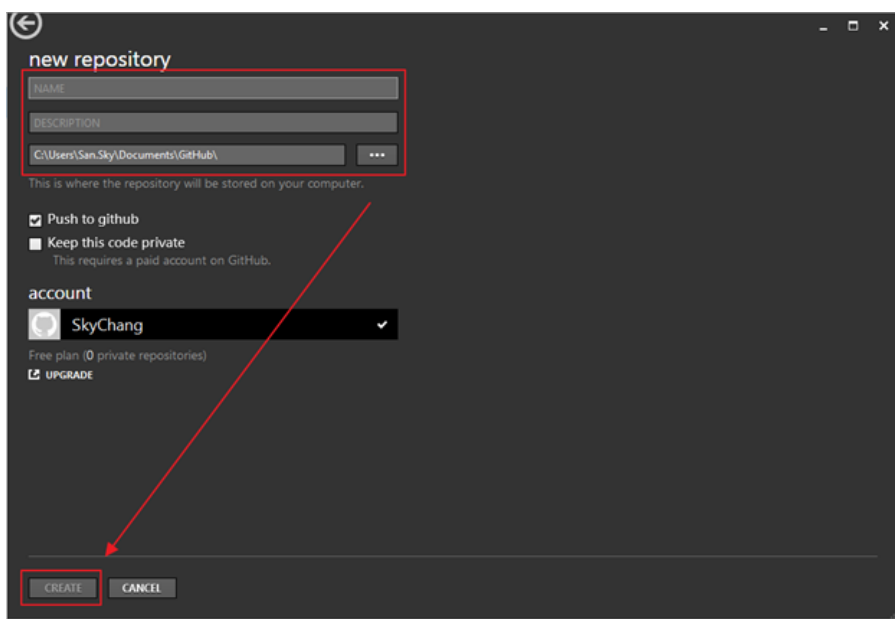 new repository
NAME
DESCRIPTION
C:\Users\San.Sky\Documents\GitHub\ ...
This is where the repository will be stored on your computer.
Push to github
Keep this code private
This requires a paid account on GitHub.
account
SkyChang
Free plan (0 private repositories)
UPGRADE
CREATE CANCEL